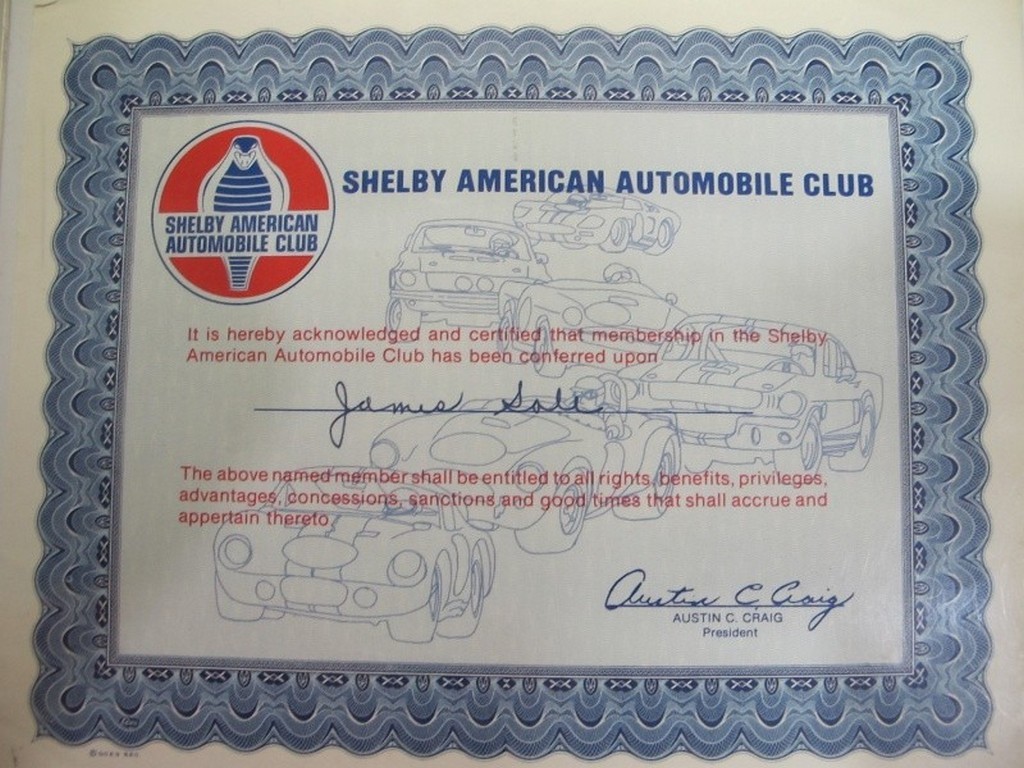 SHELBY AMERICAN
AUTOMOBILE CLUB
SHELBY AMERICAN AUTOMOBILE CLUB
It is hereby acknowledged and certified that membership in the Shelby
American Automobile Club has been conferred upon
James Sall
The above named member shall be entitled to all rights, benefits, privileges,
advantages, concessions, sanctions and good times that shall accrue and
appertain thereto.
Austin C. Craig
AUSTIN C. CRAIG
President